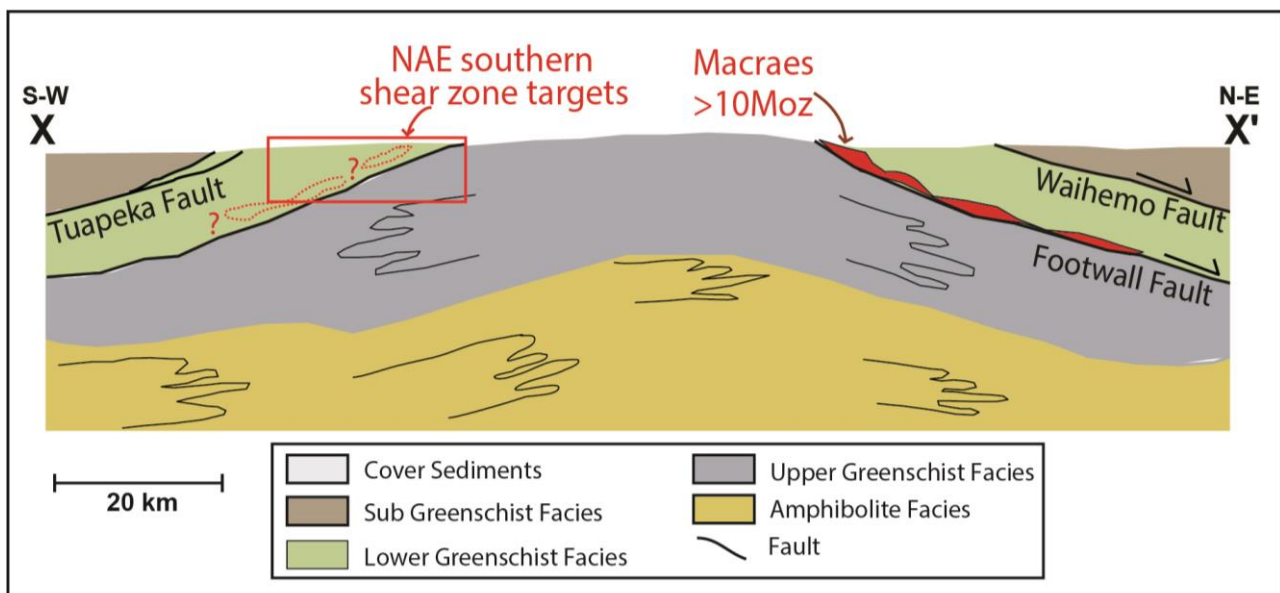 NAE southern
shear zone targets
Macraes
>10Moz
S-W
X
N-E
X'
?
?
Tuapeka Fault
Waihemo Fault
Footwall Fault
20 km
Cover Sediments
Sub Greenschist Facies
Lower Greenschist Facies
Upper Greenschist Facies
Amphibolite Facies
Fault